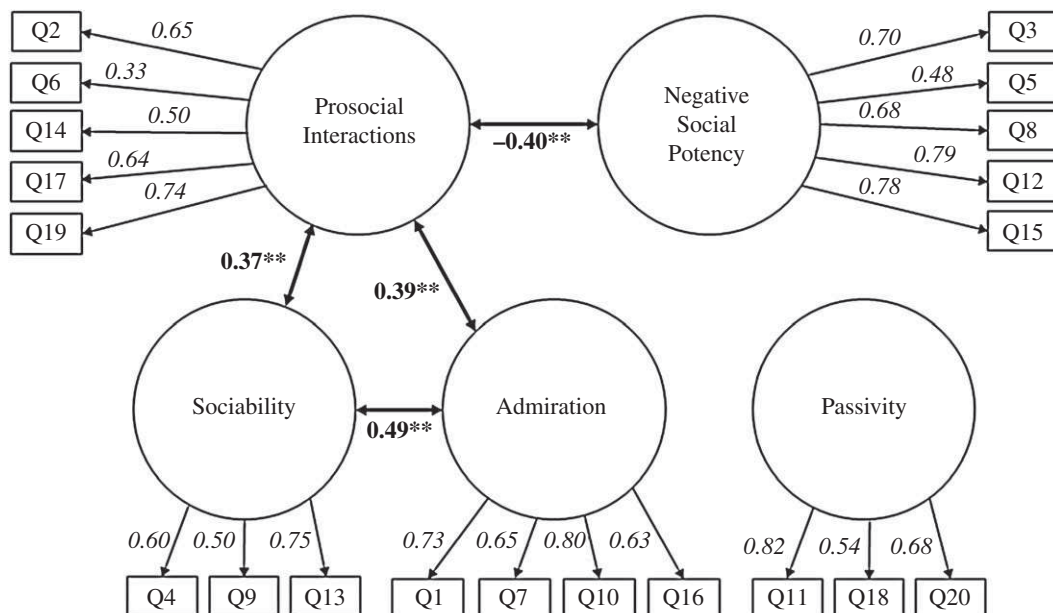 Q2
0.65
Q6
0.33
Q14
0.50
Q17
0.64
Q19
0.74
Prosocial
Interactions
–0.40**
Negative
Social
Potency
0.70
Q3
0.48
Q5
0.68
Q8
0.79
Q12
0.78
Q15
0.37**
0.39**
Sociability
0.49**
Admiration
Passivity
0.60
0.50
0.75
0.73
0.65
0.80
0.63
0.82
0.54
0.68
Q4
Q9
Q13
Q1
Q7
Q10
Q16
Q11
Q18
Q20